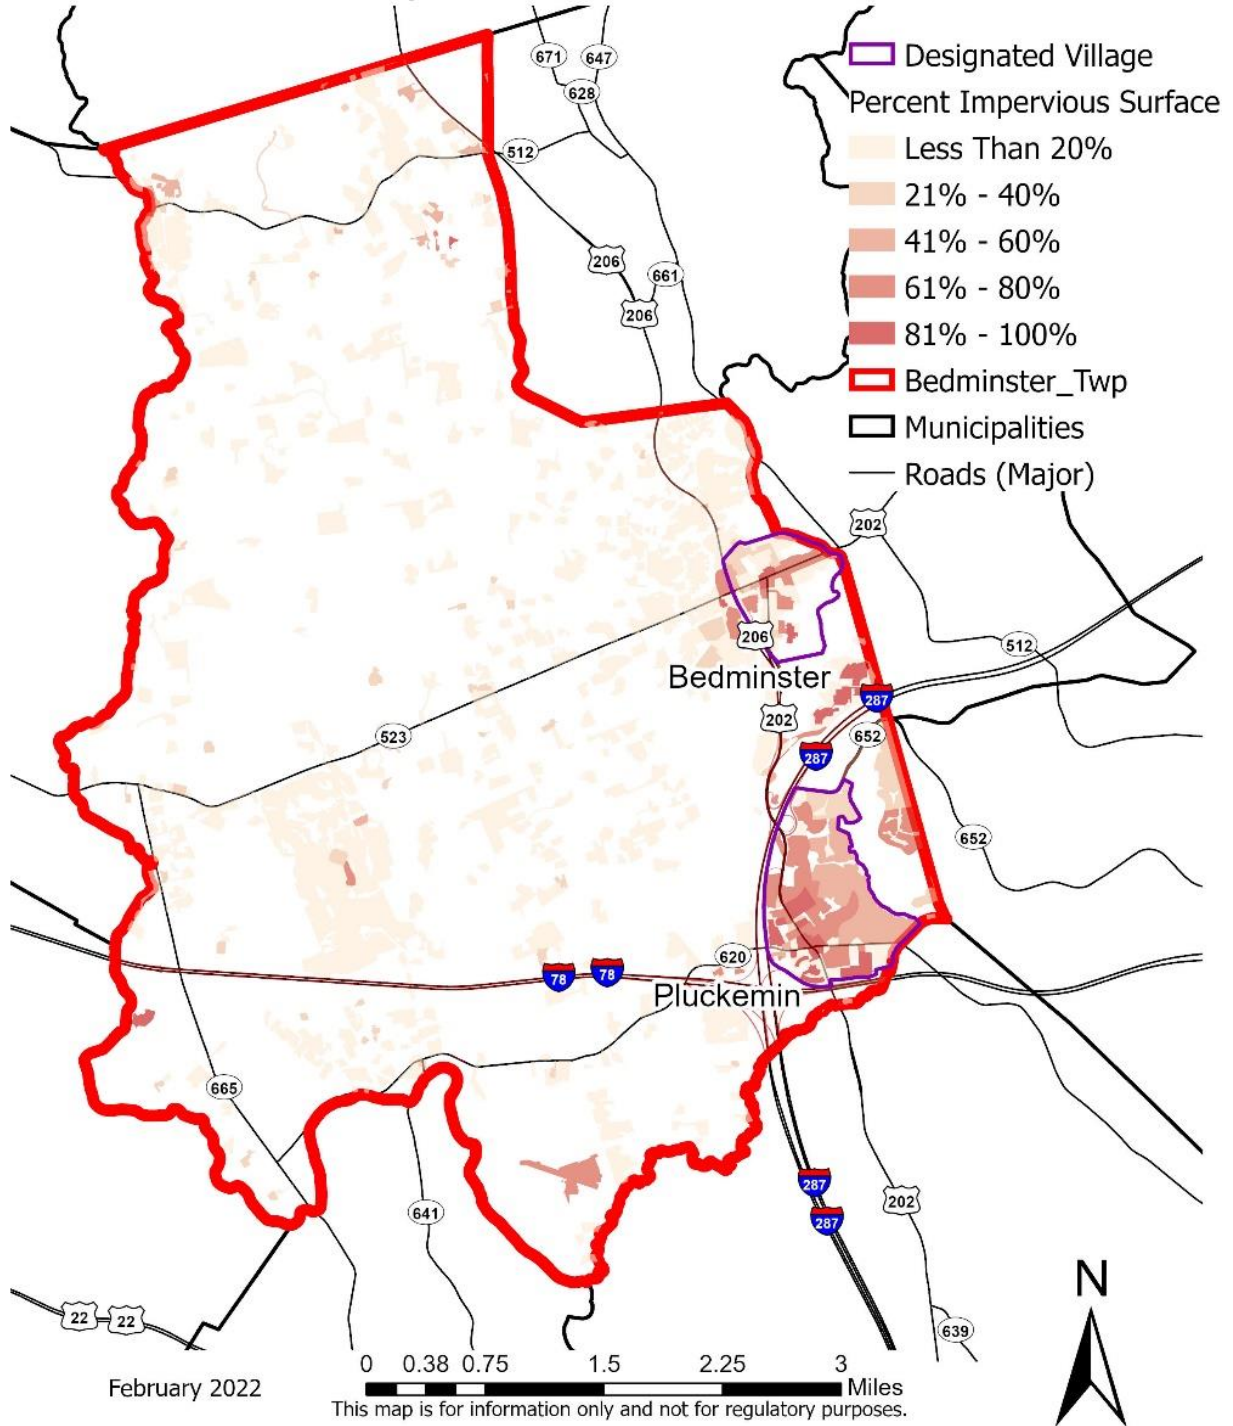 Designated Village
Percent Impervious Surface
Less Than 20%
21% - 40%
41% - 60%
61% - 80%
81% - 100%
Bedminster_Twp
Municipalities
Roads (Major)
671
647
628
512
206
661
206
202
206
512
Bedminster
287
202
652
523
287
652
620
78
78
Pluckemin
665
287
202
641
287
22
22
639
N
0 0.38 0.75 1.5 2.25 3
Miles
February 2022
This map is for information only and not for regulatory purposes.